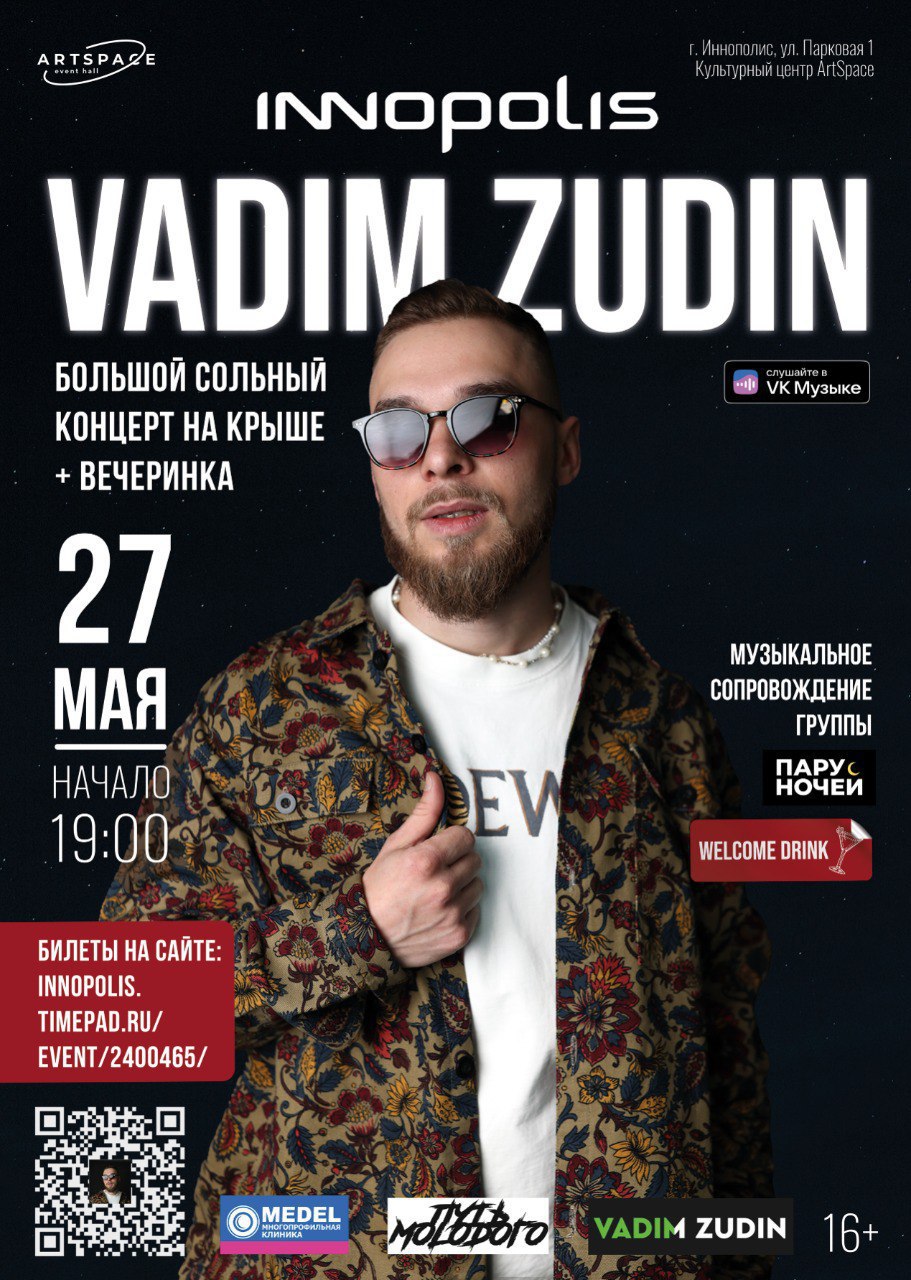 ARTSPACE
event hall
г. Иннополис, ул. Парковая 1
Культурный центр ArtSpace
INNOPOLIS
VADIM ZUDIN
БОЛЬШОЙ СОЛЬНЫЙ
КОНЦЕРТ НА КРЫШЕ
+ ВЕЧЕРИНКА
слушайте в
VK Музыке
27
МАЯ
НАЧАЛО
19:00
МУЗЫКАЛЬНОЕ
СОПРОВОЖДЕНИЕ
ГРУППЫ
ПАРУ
НОЧЕЙ
WELCOME DRINK
OEW
БИЛЕТЫ НА САЙТЕ:
INNOPOLIS.
TIMEPAD.RU/
EVENT/2400465/
MEDEL
МНОГОПРОФИЛЬНАЯ
КЛИНИКА
ПУТЬ
МОЛОДОГО
VADIM ZUDIN
16+